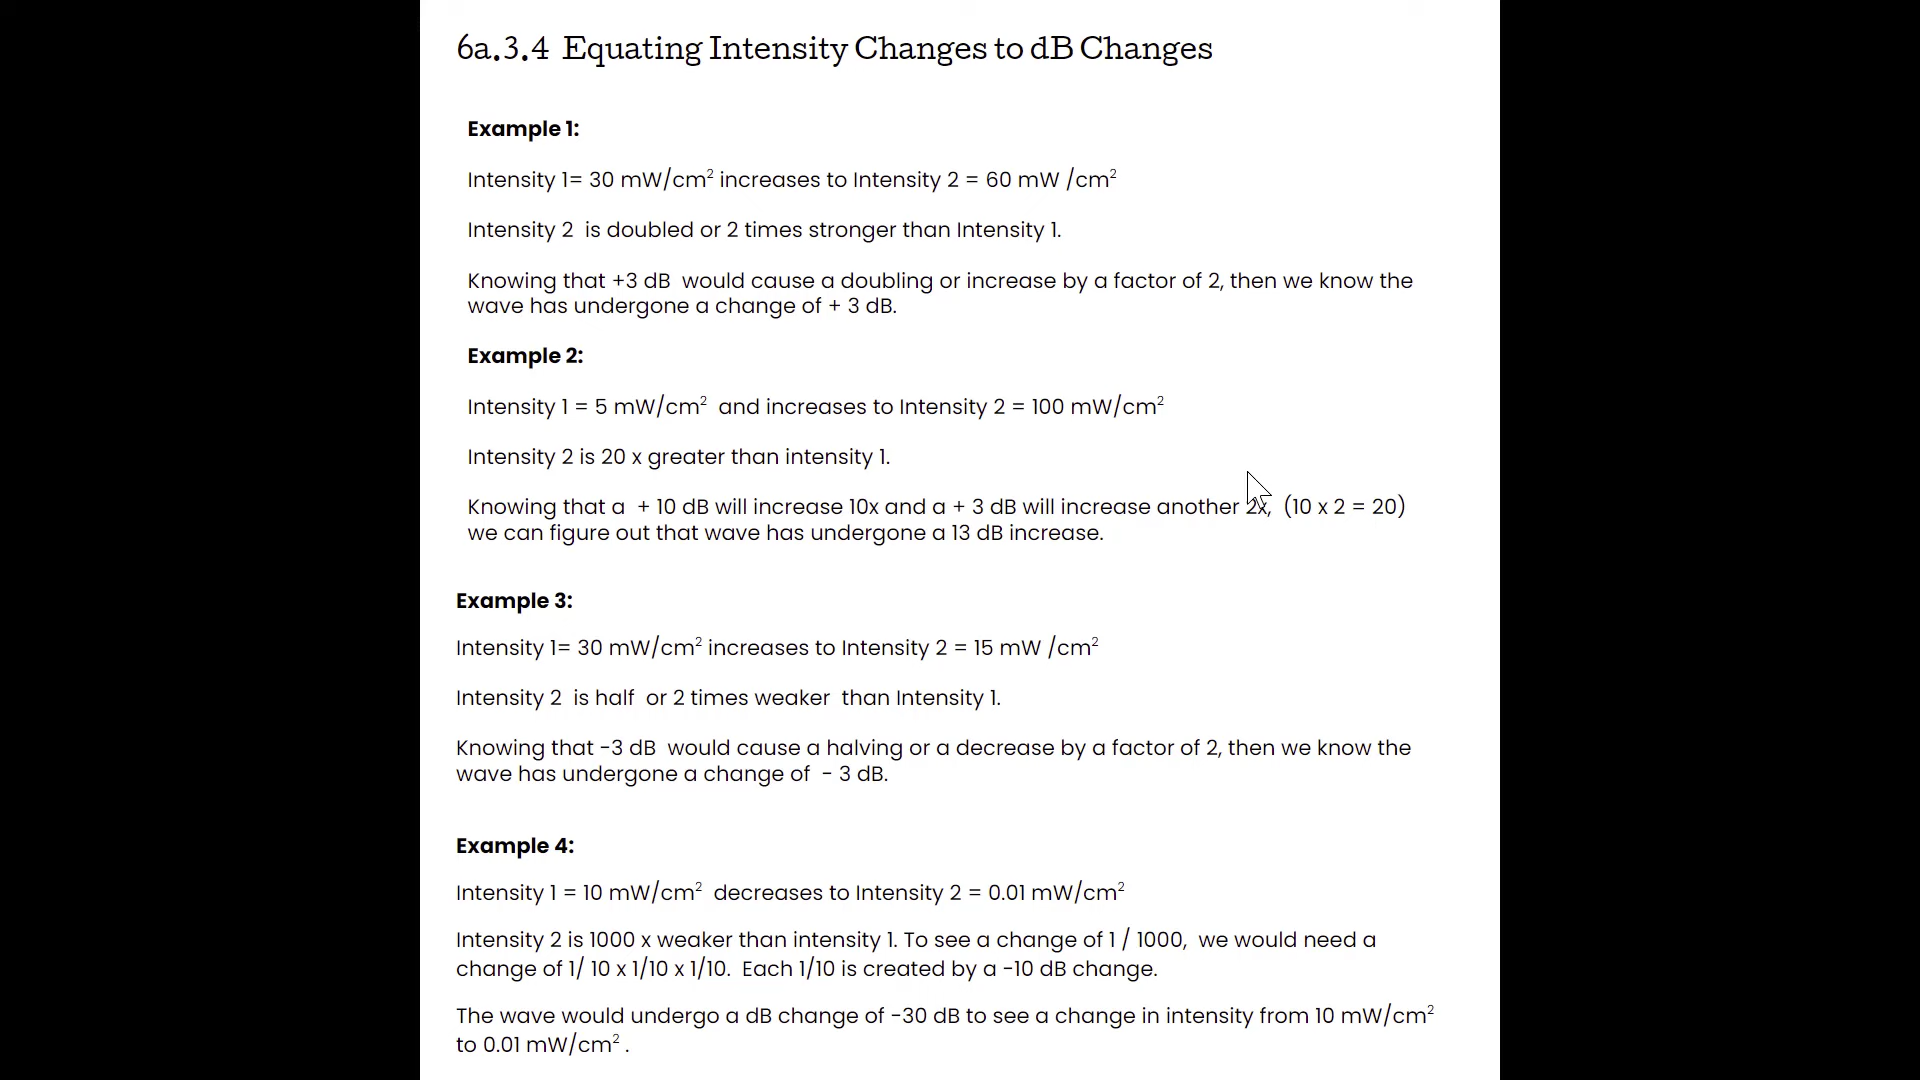 6a.3.4 Equating Intensity Changes to dB Changes
Example 1:
Intensity 1= 30 mW/cm² increases to Intensity 2 = 60 mW /cm²
Intensity 2 is doubled or 2 times stronger than Intensity 1.
Knowing that +3 dB would cause a doubling or increase by a factor of 2, then we know the
wave has undergone a change of + 3 dB.
Example 2:
Intensity 1 = 5 mW/cm² and increases to Intensity 2 = 100 mW/cm²
Intensity 2 is 20 x greater than intensity 1.
Knowing that a + 10 dB will increase 10x and a + 3 dB will increase another 2x, (10 x 2 = 20)
we can figure out that wave has undergone a 13 dB increase.
Example 3:
Intensity 1= 30 mW/cm² increases to Intensity 2 = 15 mW /cm²
Intensity 2 is half or 2 times weaker than Intensity 1.
Knowing that -3 dB would cause a halving or a decrease by a factor of 2, then we know the
wave has undergone a change of - 3 dB.
Example 4:
Intensity 1 = 10 mW/cm² decreases to Intensity 2 = 0.01 mW/cm²
Intensity 2 is 1000 x weaker than intensity 1. To see a change of 1 / 1000, we would need a
change of 1/ 10 x 1/10 x 1/10. Each 1/10 is created by a -10 dB change.
The wave would undergo a dB change of -30 dB to see a change in intensity from 10 mW/cm²
to 0.01 mW/cm² .